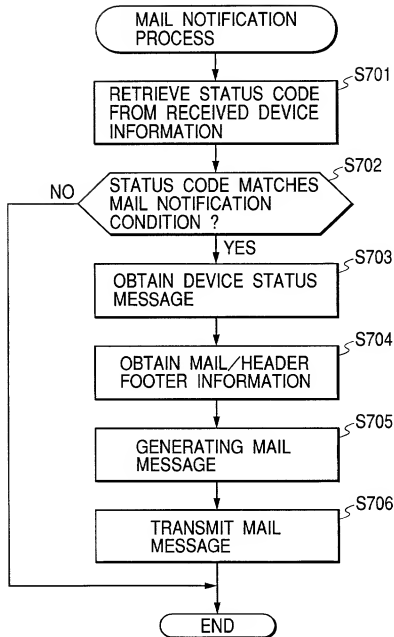 MAIL NOTIFICATION
PROCESS
S701
RETRIEVE STATUS CODE
FROM RECEIVED DEVICE
INFORMATION
S702
NO
STATUS CODE MATCHES
MAIL NOTIFICATION
CONDITION ?
YES
S703
OBTAIN DEVICE STATUS
MESSAGE
S704
OBTAIN MAIL/HEADER
FOOTER INFORMATION
S705
GENERATING MAIL
MESSAGE
S706
TRANSMIT MAIL
MESSAGE
END